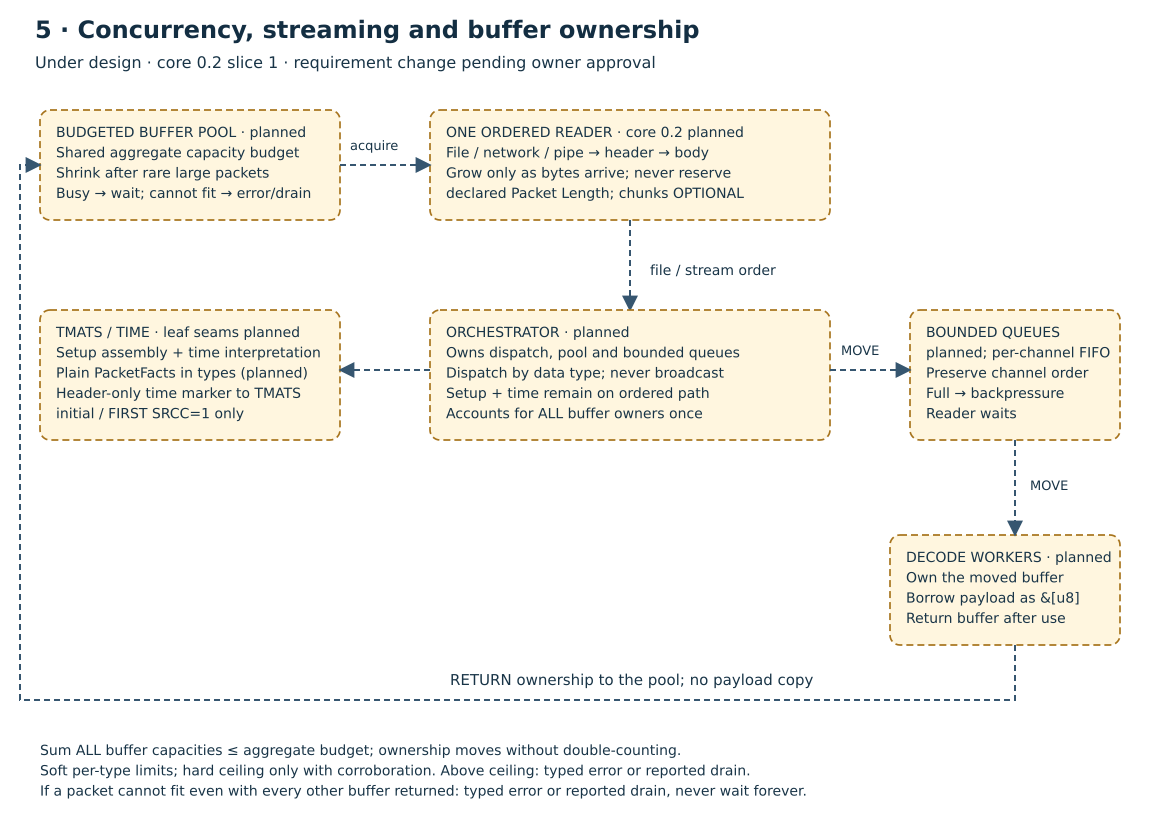 5 · Concurrency, streaming and buffer ownership
Under design · core 0.2 slice 1 · requirement change pending owner approval
BUDGETED BUFFER POOL · planned
Shared aggregate capacity budget
Shrink after rare large packets
Busy → wait; cannot fit → error/drain
acquire
ONE ORDERED READER · core 0.2 planned
File / network / pipe → header → body
Grow only as bytes arrive; never reserve
declared Packet Length; chunks OPTIONAL
file / stream order
TMATS / TIME · leaf seams planned
Setup assembly + time interpretation
Plain PacketFacts in types (planned)
Header-only time marker to TMATS
initial / FIRST SRCC=1 only
ORCHESTRATOR · planned
Owns dispatch, pool and bounded queues
Dispatch by data type; never broadcast
Setup + time remain on ordered path
Accounts for ALL buffer owners once
MOVE
BOUNDED QUEUES
planned; per-channel FIFO
Preserve channel order
Full → backpressure
Reader waits
MOVE
DECODE WORKERS · planned
Own the moved buffer
Borrow payload as &[u8]
Return buffer after use
RETURN ownership to the pool; no payload copy
Sum ALL buffer capacities ≤ aggregate budget; ownership moves without double-counting.
Soft per-type limits; hard ceiling only with corroboration. Above ceiling: typed error or reported drain.
If a packet cannot fit even with every other buffer returned: typed error or reported drain, never wait forever.